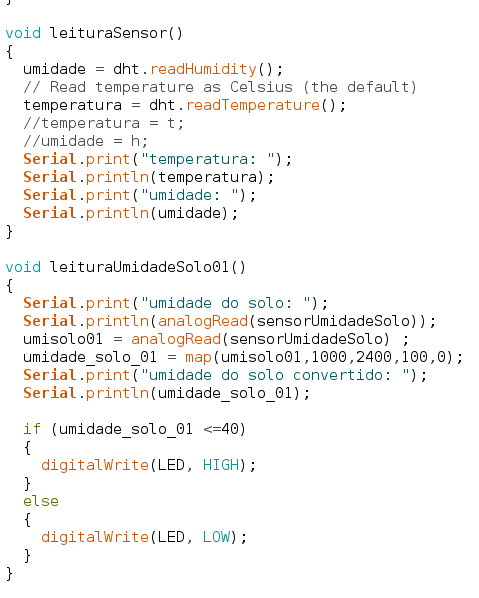 }
void leituraSensor()
{
  umidade = dht.readHumidity();
  // Read temperature as Celsius (the default)
  temperatura = dht.readTemperature();
  //temperatura = t;
  //umidade = h;
  Serial.print("temperatura: ");
  Serial.println(temperatura);
  Serial.print("umidade: ");
  Serial.println(umidade);
}
void leituraUmidadeSolo01()
{
  Serial.print("umidade do solo: ");
  Serial.println(analogRead(sensorUmidadeSolo));
  umisolo01 = analogRead(sensorUmidadeSolo) ;
  umidade_solo_01 = map(umisolo01,1000,2400,100,0);
  Serial.print("umidade do solo convertido: ");
  Serial.println(umidade_solo_01);
  if (umidade_solo_01 <=40)
  {
    digitalWrite(LED, HIGH);
  }
  else
  {
    digitalWrite(LED, LOW);
  }
}